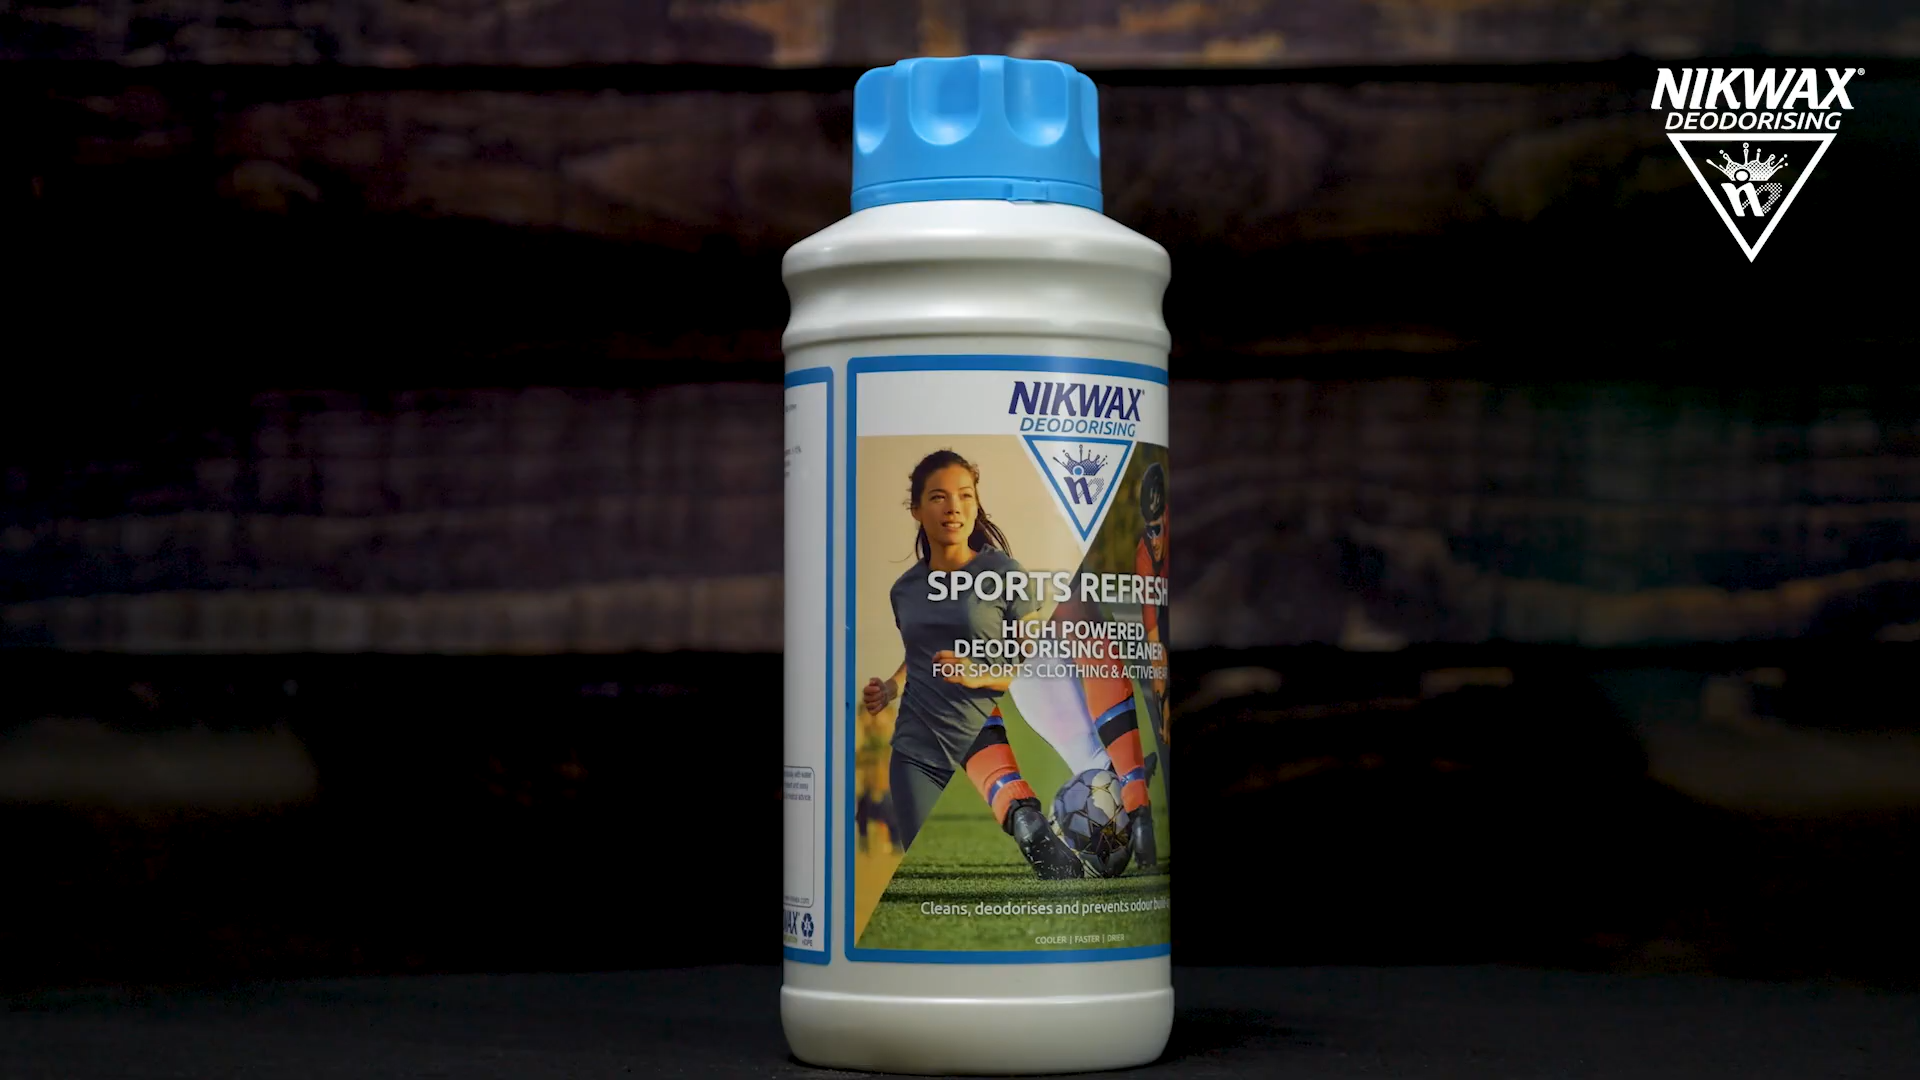 NIKWAX®
DEODORISING
NIKWAX®
DEODORISING
SPORTS REFRESH
HIGH POWERED
DEODORISING CLEANER
FOR SPORTS CLOTHING & ACTIVEWEAR
Cleans, deodorises and prevents odour
COOLER | FASTER | DRIER
HDPE